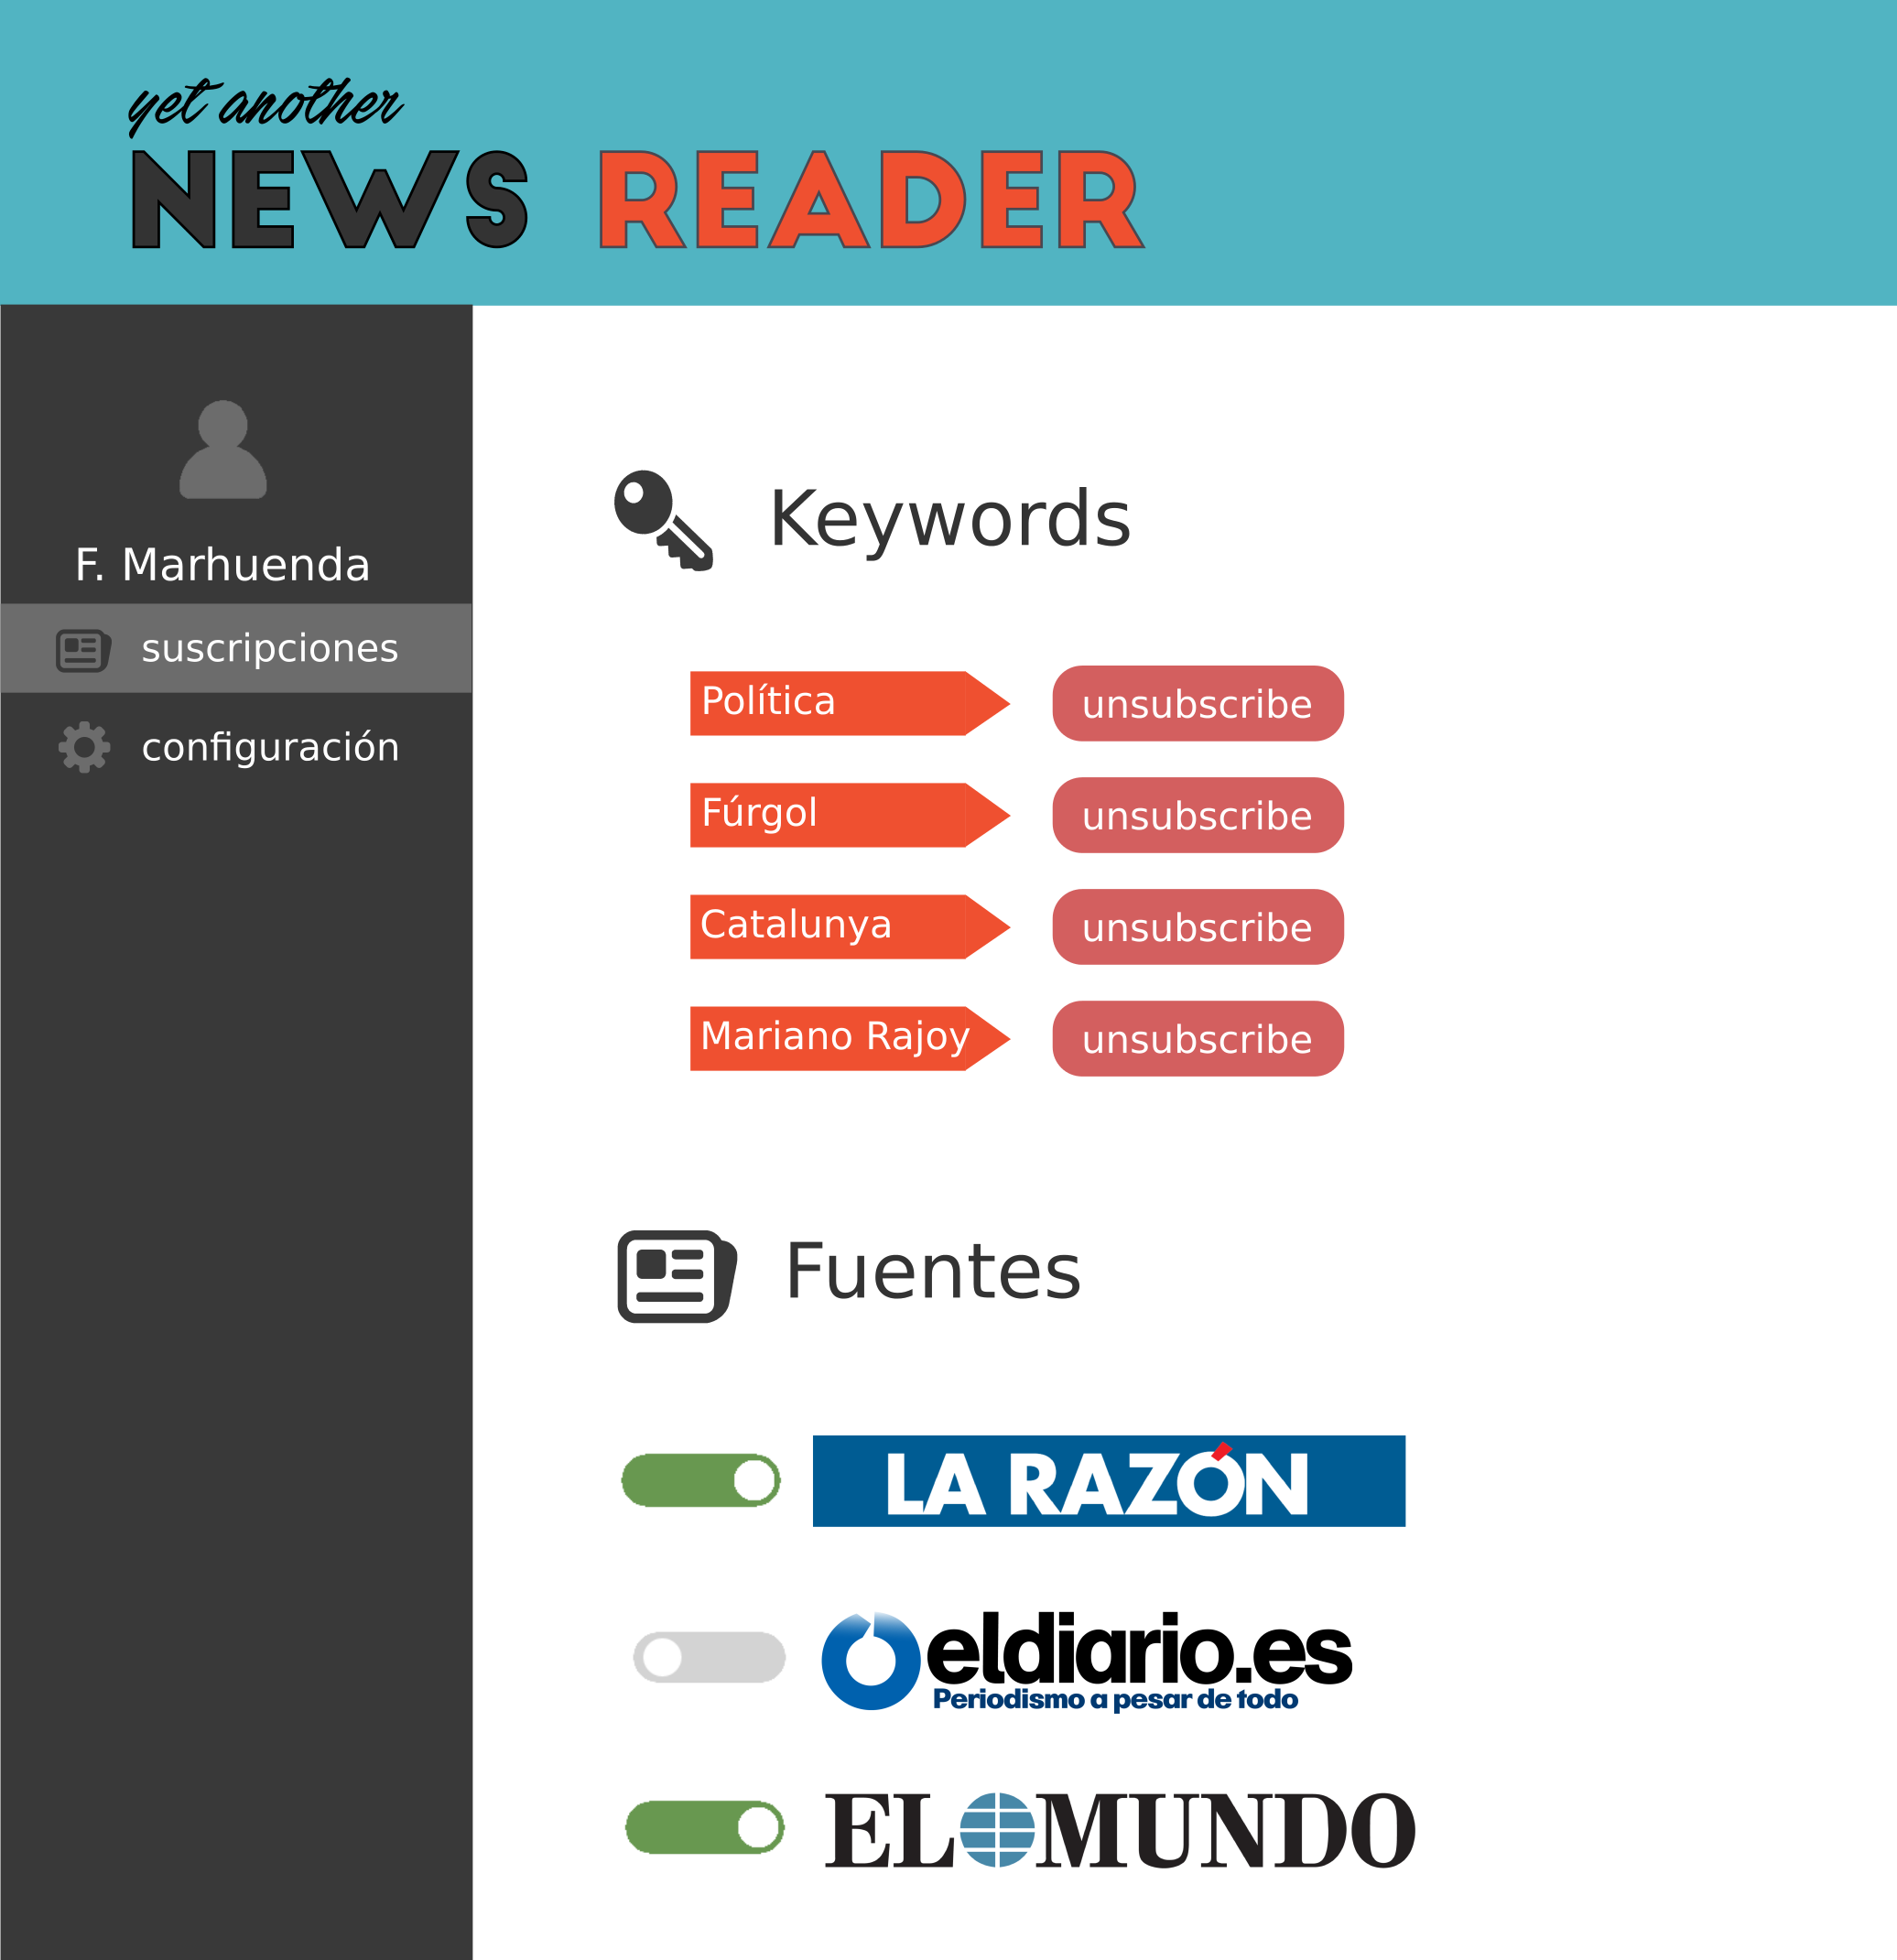 yet another
NEWS READER
F. Marhuenda
suscripciones
configuración
Keywords
Política
unsubscribe
Fúrgol
unsubscribe
Catalunya
unsubscribe
Mariano Rajoy
unsubscribe
Fuentes
LA RAZÓN
eldiario.es
Periodismo a pesar de todo
EL MUNDO